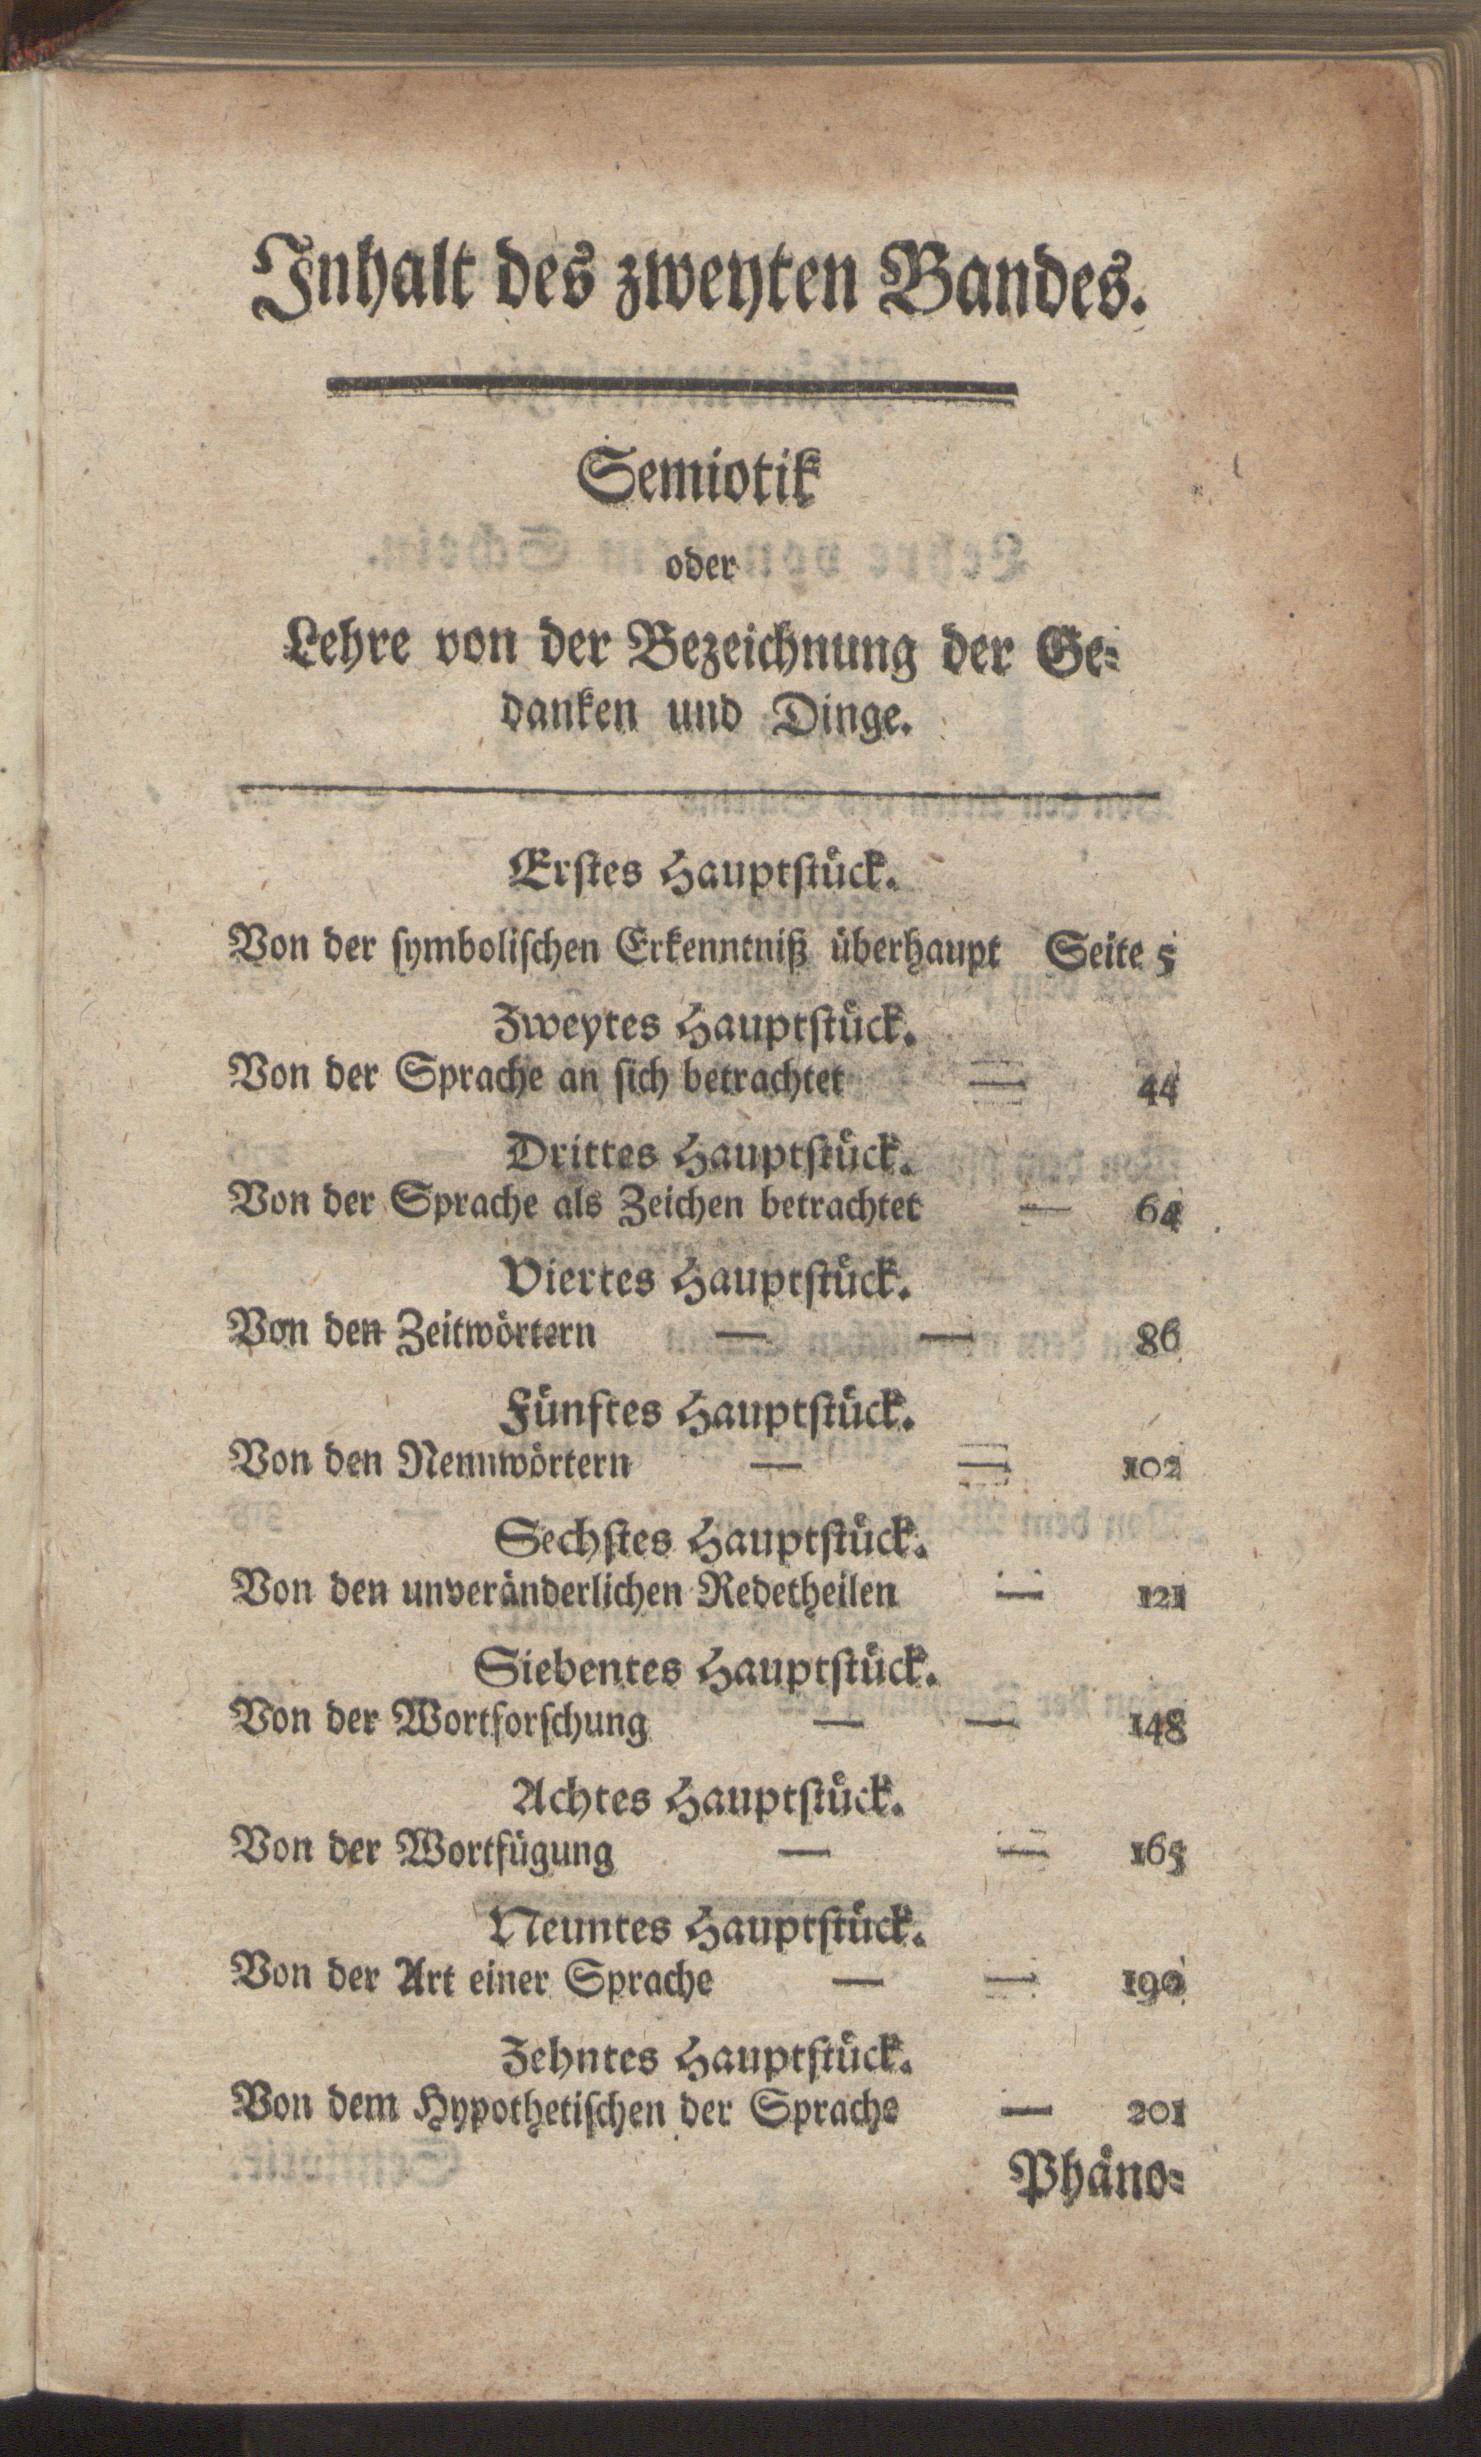 Inhalt des zweyten Bandes.
Semiotik
oder
Lehre von der Bezeichnung der Ge-
danken und Dinge.
Erstes Hauptstück.
Von der symbolischen Erkenntniß überhaupt Seite 5
Zweytes Hauptstück.
Von der Sprache an sich betrachtet — 44
Drittes Hauptstück.
Von der Sprache als Zeichen betrachtet — 64
Viertes Hauptstück.
Von den Zeitwörtern — — 86
Fünftes Hauptstück.
Von den Nennwörtern — — 102
Sechstes Hauptstück.
Von den unveränderlichen Redetheilen — 121
Siebentes Hauptstück.
Von der Wortforschung — — 148
Achtes Hauptstück.
Von der Wortfügung — — 165
Neuntes Hauptstück.
Von der Art einer Sprache — — 190
Zehntes Hauptstück.
Von dem Hypothetischen der Sprache — 201
Phäno-